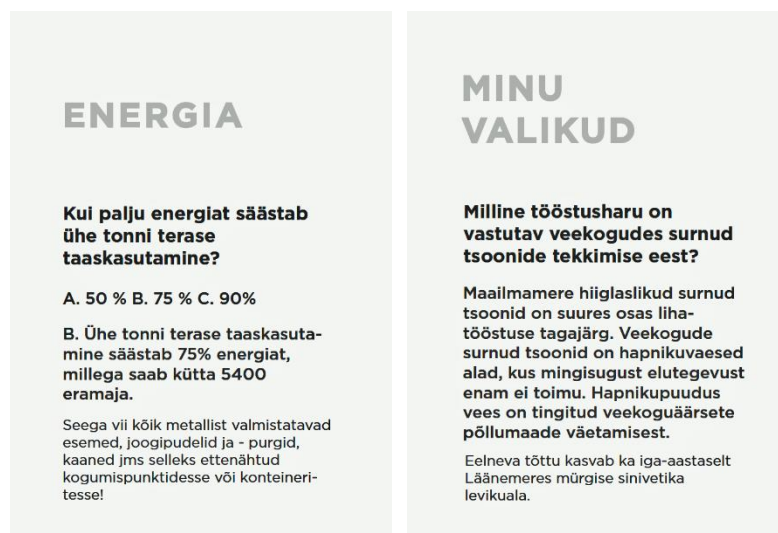 ENERGIA
Kui palju energiat säästab
ühe tonni terase
taaskasutamine?
A. 50 % B. 75 % C. 90%
B. Ühe tonni terase taaskasuta-
mine säästab 75% energiat,
millega saab kütta 5400
eramaja.
Seega vii kõik metallist valmistatavad
esemed, joogipudelid ja - purgid,
kaaned jms selleks ettenähtud
kogumispunktidesse või konteineri-
tesse!
MINU
VALIKUD
Milline tööstusharu on
vastutav veekogudes surnud
tsoonide tekkimise eest?
Maailmamere hiiglaslikud surnud
tsoonid on suures osas liha-
tööstuse tagajärg. Veekogude
surnud tsoonid on hapnikuvaesed
alad, kus mingisugust elutegevust
enam ei toimu. Hapnikupuudus
vees on tingitud veekoguäärsete
põllumaade väetamisest.
Eelneva tõttu kasvab ka iga-aastaselt
Läänemeres mürgise sinivetika
levikuala.